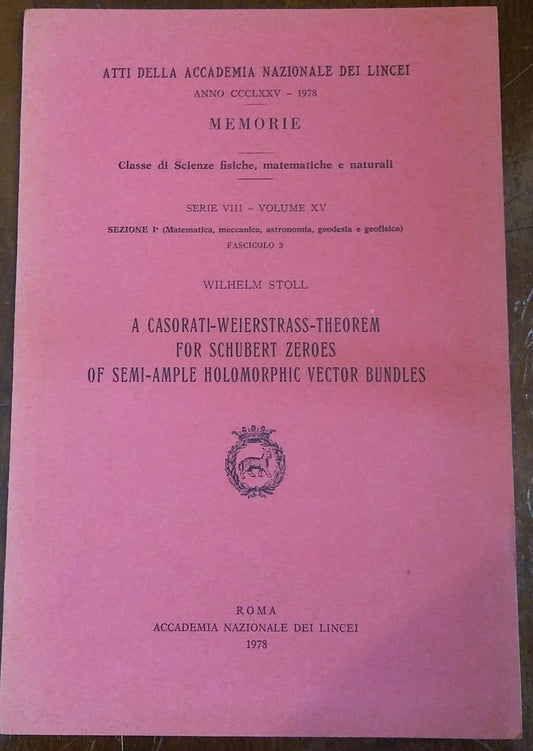 ATTI DELLA ACCADEMIA NAZIONALE DEI LINCEI
ANNO CCCLXXV - 1978
MEMORIE
Classe di Scienze fisiche, matematiche e naturali
SERIE VIII - VOLUME XV
SEZIONE Iª (Matematica, meccanica, astronomia, geodesia e geofisica)
FASCICOLO 3
WILHELM STOLL
A CASORATI-WEIERSTRASS-THEOREM
FOR SCHUBERT ZEROES
OF SEMI-AMPLE HOLOMORPHIC VECTOR BUNDLES
ROMA
ACCADEMIA NAZIONALE DEI LINCEI
1978